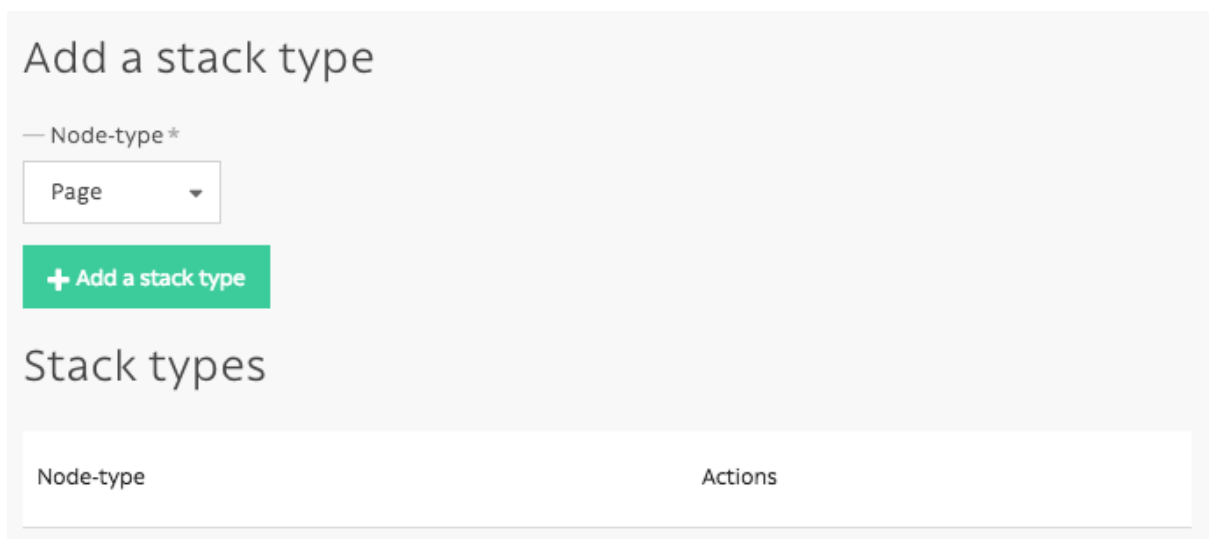 Add a stack type
Node-type *
Page
Add a stack type
Stack types
Node-type Actions